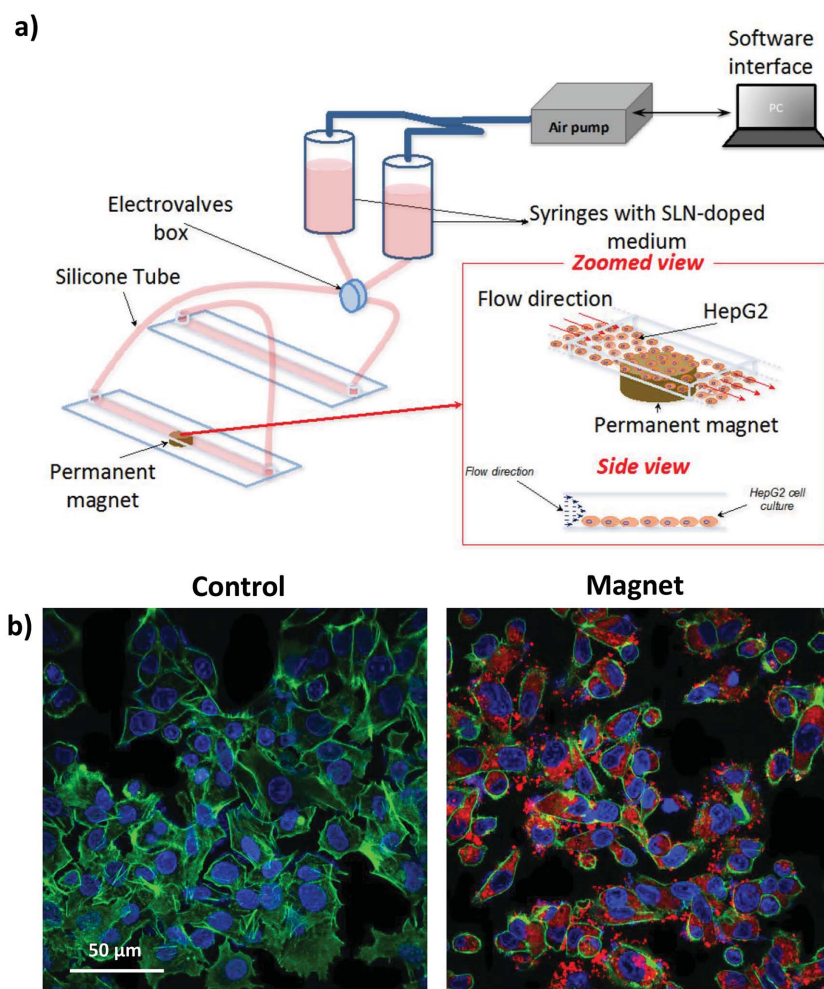 a)
Software
interface
PC
Air pump
Electrovalves
box
Syringes with SLN-doped
medium
Silicone Tube
Zoomed view
Flow direction
HepG2
Permanent magnet
Permanent
magnet
Side view
Flow direction
HepG2 cell
culture
Control
Magnet
b)
50 µm